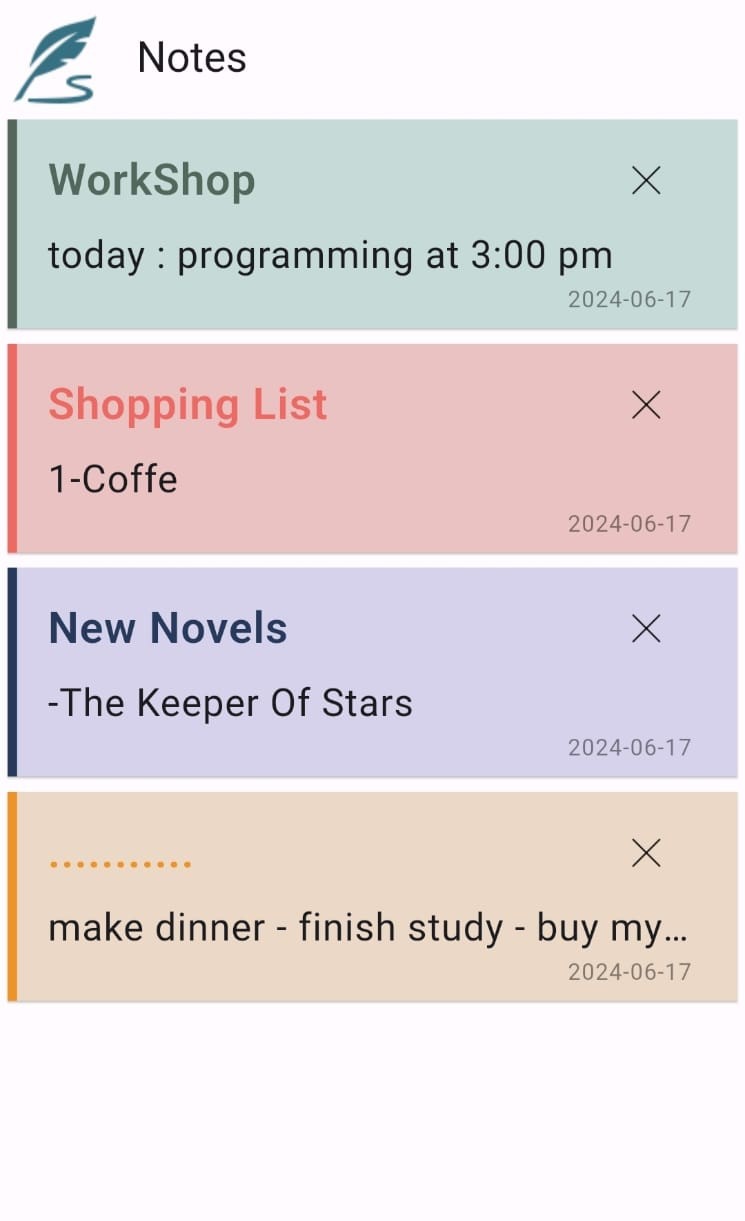 Notes
WorkShop
today : programming at 3:00 pm
2024-06-17
Shopping List
1-Coffe
2024-06-17
New Novels
-The Keeper Of Stars
2024-06-17
...........
make dinner - finish study - buy my...
2024-06-17